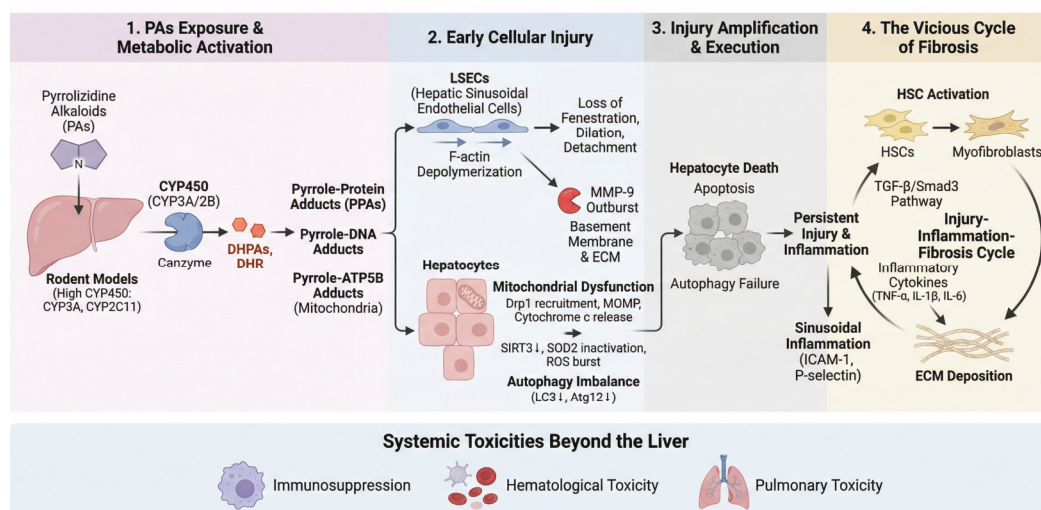 1. PAs Exposure &
Metabolic Activation
Pyrrolizidine
Alkaloids
(PAs)
N
CYP450
(CYP3A/2B)
Canzyme
DHPAs,
DHR
Rodent Models
(High CYP450:
CYP3A, CYP2C11)
Pyrrole-Protein
Adducts (PPAs)
Pyrrole-DNA
Adducts
Pyrrole-ATP5B
Adducts
(Mitochondria)
2. Early Cellular Injury
LSECs
(Hepatic Sinusoidal
Endothelial Cells)
F-actin
Depolymerization
Loss of
Fenestration,
Dilation,
Detachment
MMP-9
Outburst
Basement
Membrane
& ECM
Hepatocytes
Mitochondrial Dysfunction
Drp1 recruitment, MOMP,
Cytochrome c release
SIRT3↓, SOD2 inactivation,
ROS burst
Autophagy Imbalance
(LC3↓, Atg12↓)
3. Injury Amplification
& Execution
Hepatocyte Death
Apoptosis
Autophagy Failure
Persistent
Injury &
Inflammation
Sinusoidal
Inflammation
(ICAM-1,
P-selectin)
4. The Vicious Cycle
of Fibrosis
HSC Activation
HSCs
Myofibroblasts
TGF-β/Smad3
Pathway
Injury-
Inflammation-
Fibrosis Cycle
Inflammatory
Cytokines
(TNF-α, IL-1β, IL-6)
ECM Deposition
Systemic Toxicities Beyond the Liver
Immunosuppression
Hematological Toxicity
Pulmonary Toxicity